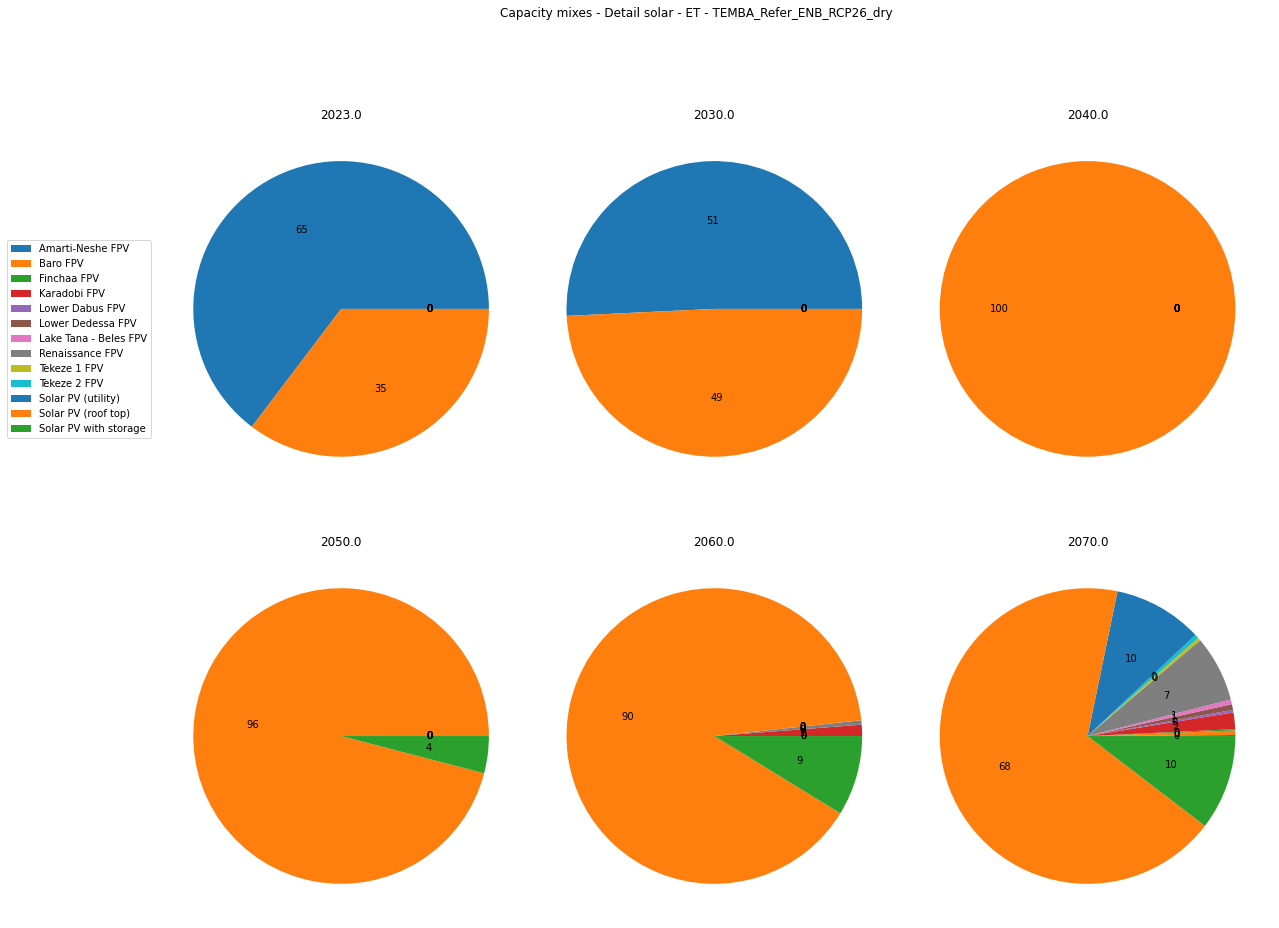 Capacity mixes - Detail solar - ET - TEMBA_Refer_ENB_RCP26_dry
2023.0
2030.0
2040.0
65
0
35
51
0
49
100
0
Amarti-Neshe FPV
Baro FPV
Finchaa FPV
Karadobi FPV
Lower Dabus FPV
Lower Dedessa FPV
Lake Tana - Beles FPV
Renaissance FPV
Tekeze 1 FPV
Tekeze 2 FPV
Solar PV (utility)
Solar PV (roof top)
Solar PV with storage
2050.0
2060.0
2070.0
96
0
4
90
0
9
10
0
7
1
2
0
68
10